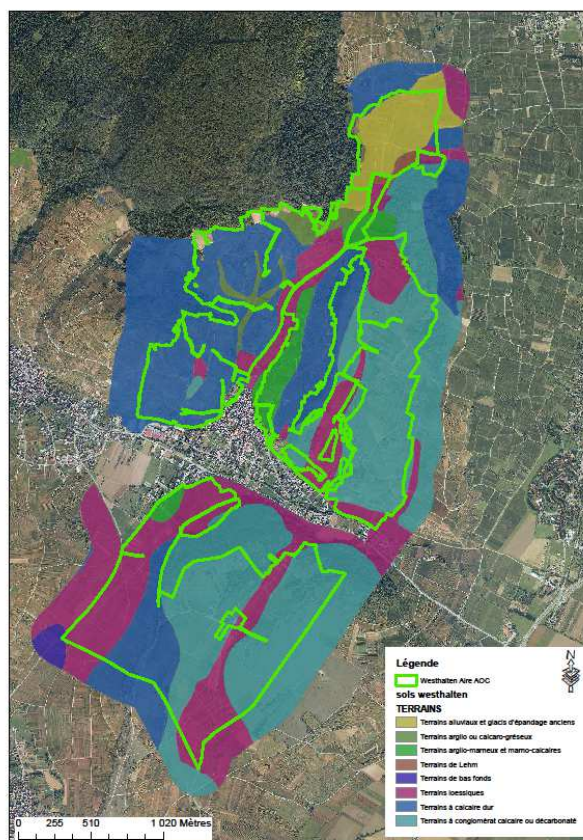 Légende
Westhalten Aire AOC
sols westhalten
TERRAINS
Terrains alluviaux et glacis d'épandage anciens
Terrains argilo ou calcaro-gréseux
Terrains argilo-marneux et marno-calcaires
Terrains de Lehm
Terrains de bas fonds
Terrains loessiques
Terrains à calcaire dur
Terrains à conglomérat calcaire ou décarbonaté
N
0 255 510 1 020 Mètres